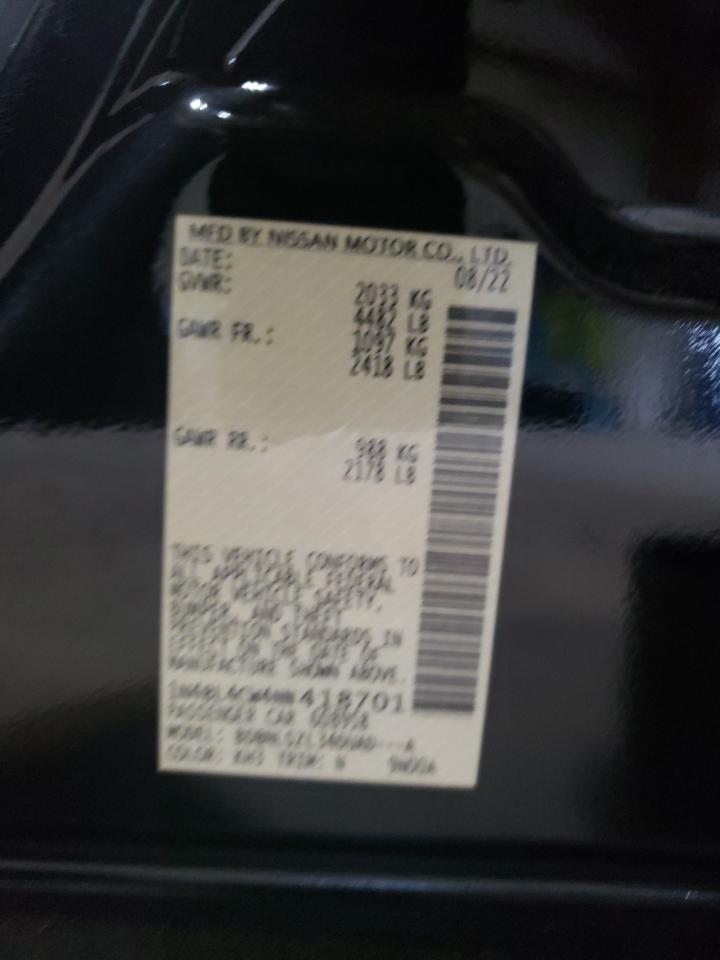 MFD BY NISSAN MOTOR CO., LTD.
DATE: 08/22
GVWR: 2033 KG
4482 LB
GAWR FR.: 1097 KG
2418 LB
GAWR RR.: 988 KG
2178 LB
THIS VEHICLE CONFORMS TO
ALL APPLICABLE FEDERAL
MOTOR VEHICLE SAFETY,
BUMPER, AND THEFT
PREVENTION STANDARDS IN
EFFECT ON THE DATE OF
MANUFACTURE SHOWN ABOVE.
PASSENGER CAR
MODEL:
COLOR: KH3 TRIM: